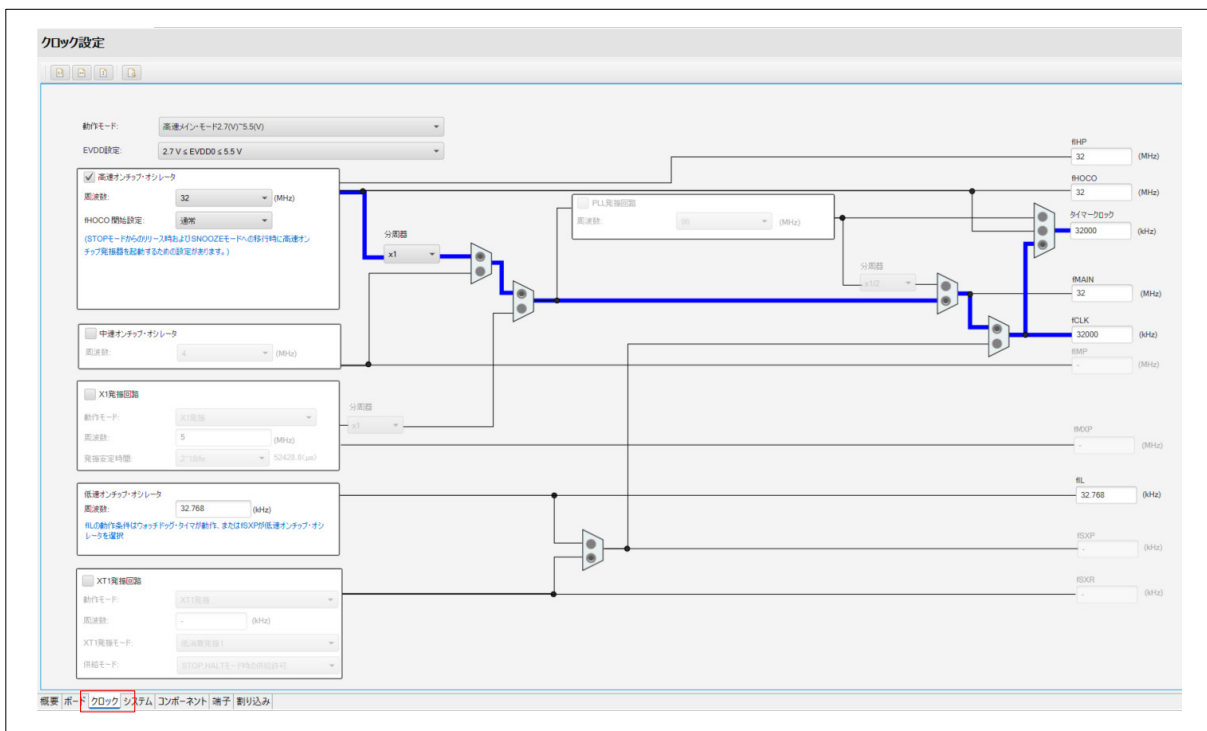 クロック設定
動作モード: 高速メイン・モード2.7(V)~5.5(V)
EVDD設定: 2.7 V ≤ EVDD0 ≤ 5.5 V
高速オンチップ・オシレータ
周波数: 32 (MHz)
fHOCO 開始設定: 通常
(STOPモードからのリリース時およびSNOOZEモードへの移行時に高速オン
チップ発振器を起動するための設定があります。)
分周器
x1
PLL発振回路
周波数: (MHz)
分周器
x1/2
fIHP
32 (MHz)
fHOCO
32 (MHz)
タイマークロック
32000 (kHz)
fMAIN
32 (MHz)
fCLK
32000 (kHz)
fIMP
- (MHz)
中速オンチップ・オシレータ
周波数: 4 (MHz)
X1発振回路
動作モード: X1発振
周波数: 5 (MHz)
発振安定時間: 52428.8(μs)
分周器
x1
fMXP
- (MHz)
低速オンチップ・オシレータ
周波数: 32.768 (kHz)
fILの動作条件はウォッチドッグ・タイマが動作、またはfSXPが低速オンチップ・オシ
レータを選択
fIL
32.768 (kHz)
fSXP
- (kHz)
XT1発振回路
動作モード: XT1発振
周波数: - (kHz)
XT1発振モード: 低消費発振1
供給モード:
fSXR
- (kHz)
概要 ボード クロック システム コンポーネント 端子 割り込み